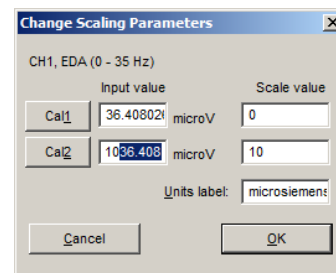 Change Scaling Parameters
CH1, EDA (0 - 35 Hz)
Input value Scale value
Cal1 36.408026 microV 0
Cal2 1036.408 microV 10
Units label: microsiemens
Cancel OK